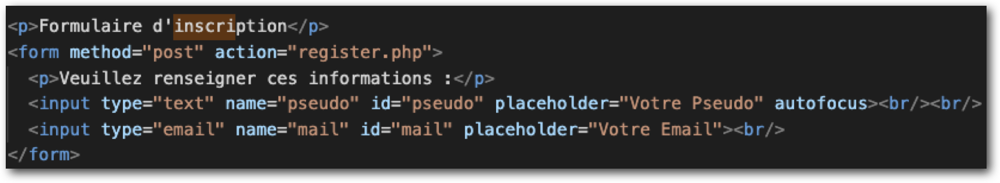 <p>Formulaire d'inscription</p>
<form method="post" action="register.php">
<p>Veuillez renseigner ces informations :</p>
<input type="text" name="pseudo" id="pseudo" placeholder="Votre Pseudo" autofocus><br/><br/>
<input type="email" name="mail" id="mail" placeholder="Votre Email"><br/>
</form>